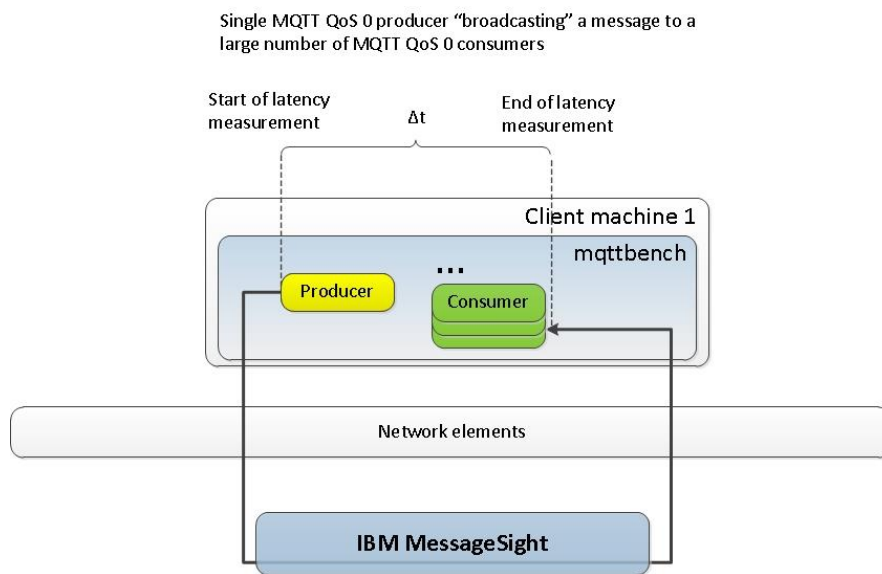 Single MQTT QoS 0 producer “broadcasting” a message to a
large number of MQTT QoS 0 consumers
Start of latency
measurement
Δt
End of latency
measurement
Client machine 1
mqttbench
...
Producer
Consumer
Network elements
IBM MessageSight